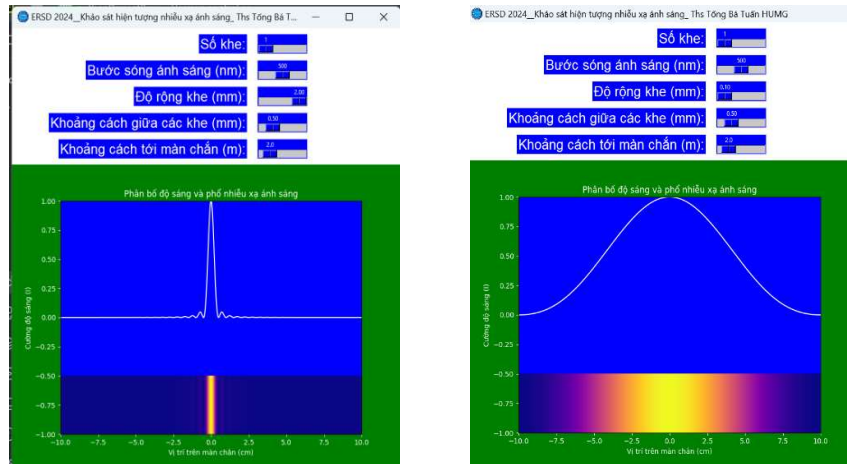 ERSD 2024__Khảo sát hiện tượng nhiễu xạ ánh sáng_ Ths Tống Bá T...
Số khe:
1
Bước sóng ánh sáng (nm):
500
Độ rộng khe (mm):
2.00
Khoảng cách giữa các khe (mm):
0.50
Khoảng cách tới màn chắn (m):
2.0
Phân bố độ sáng và phổ nhiễu xạ ánh sáng
1.00
0.75
0.50
0.25
0.00
−0.25
−0.50
−0.75
−1.00
Cường độ sáng (I)
−10.0 −7.5 −5.0 −2.5 0.0 2.5 5.0 7.5 10.0
Vị trí trên màn chắn (cm)
ERSD 2024__Khảo sát hiện tượng nhiễu xạ ánh sáng_ Ths Tống Bá Tuấn HUMG
Số khe:
1
Bước sóng ánh sáng (nm):
500
Độ rộng khe (mm):
0.10
Khoảng cách giữa các khe (mm):
0.50
Khoảng cách tới màn chắn (m):
2.0
Phân bố độ sáng và phổ nhiễu xạ ánh sáng
1.00
0.75
0.50
0.25
0.00
−0.25
−0.50
−0.75
−1.00
Cường độ sáng (I)
−10.0 −7.5 −5.0 −2.5 0.0 2.5 5.0 7.5 10.0
Vị trí trên màn chắn (cm)